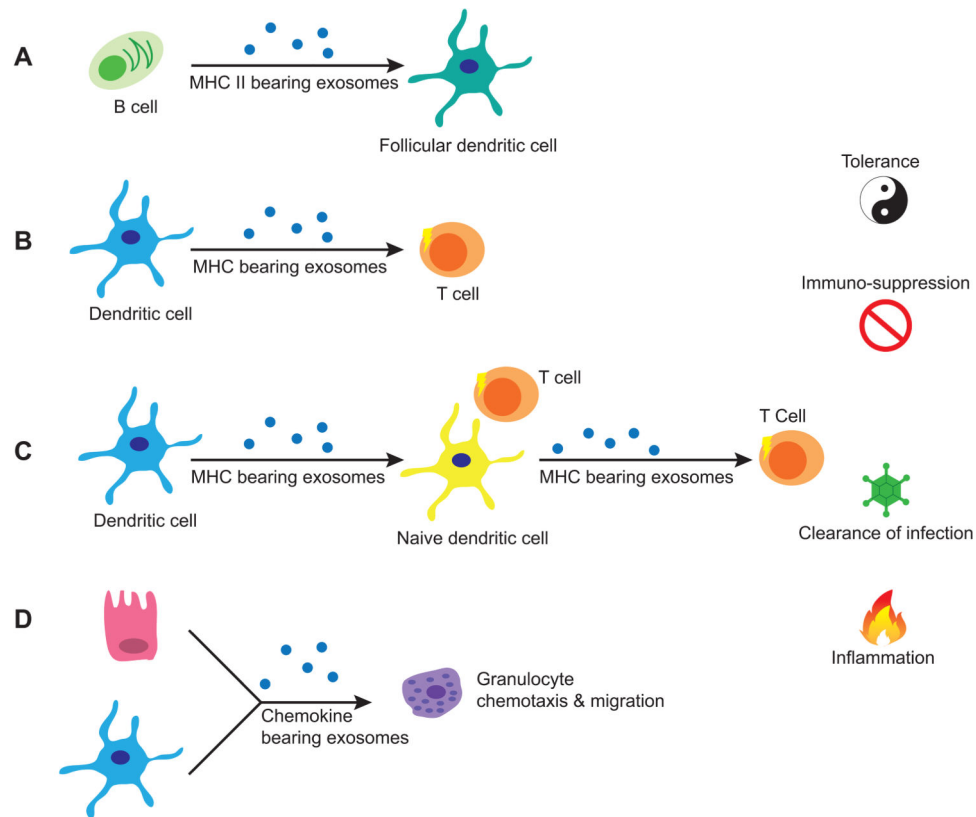 A
MHC II bearing exosomes
B cell
Follicular dendritic cell
Tolerance
B
MHC bearing exosomes
T cell
Dendritic cell
Immuno-suppression
T cell
T Cell
C
MHC bearing exosomes
MHC bearing exosomes
Dendritic cell
Naive dendritic cell
Clearance of infection
D
Inflammation
Granulocyte
chemotaxis & migration
Chemokine
bearing exosomes